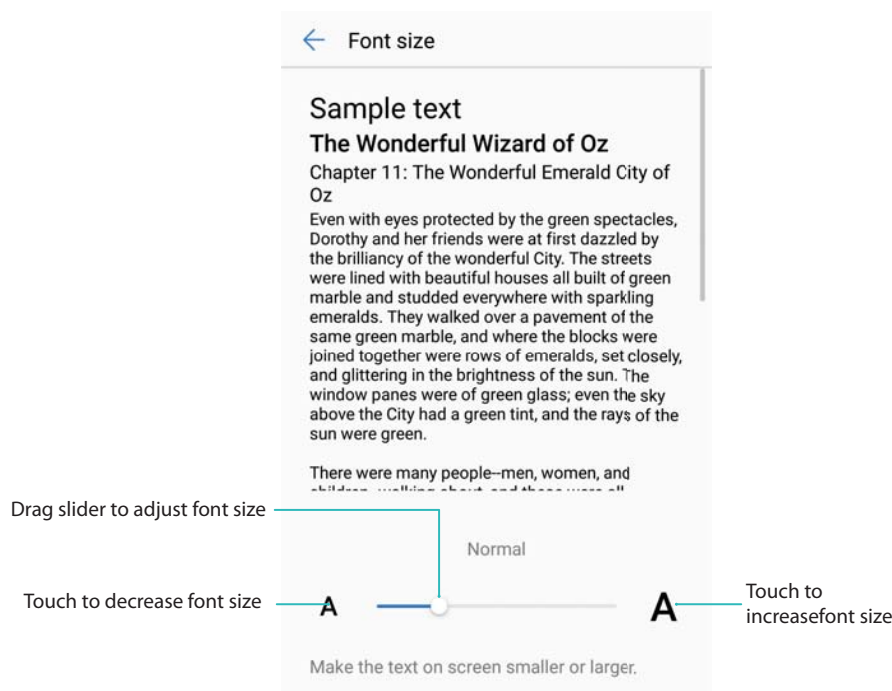 Font size
Sample text
The Wonderful Wizard of Oz
Chapter 11: The Wonderful Emerald City of
Oz
Even with eyes protected by the green spectacles,
Dorothy and her friends were at first dazzled by
the brilliancy of the wonderful City. The streets
were lined with beautiful houses all built of green
marble and studded everywhere with sparkling
emeralds. They walked over a pavement of the
same green marble, and where the blocks were
joined together were rows of emeralds, set closely,
and glittering in the brightness of the sun. The
window panes were of green glass; even the sky
above the City had a green tint, and the rays of the
sun were green.
There were many people--men, women, and
Drag slider to adjust font size
Normal
Touch to decrease font size
A
A
Touch to
increasefont size
Make the text on screen smaller or larger.